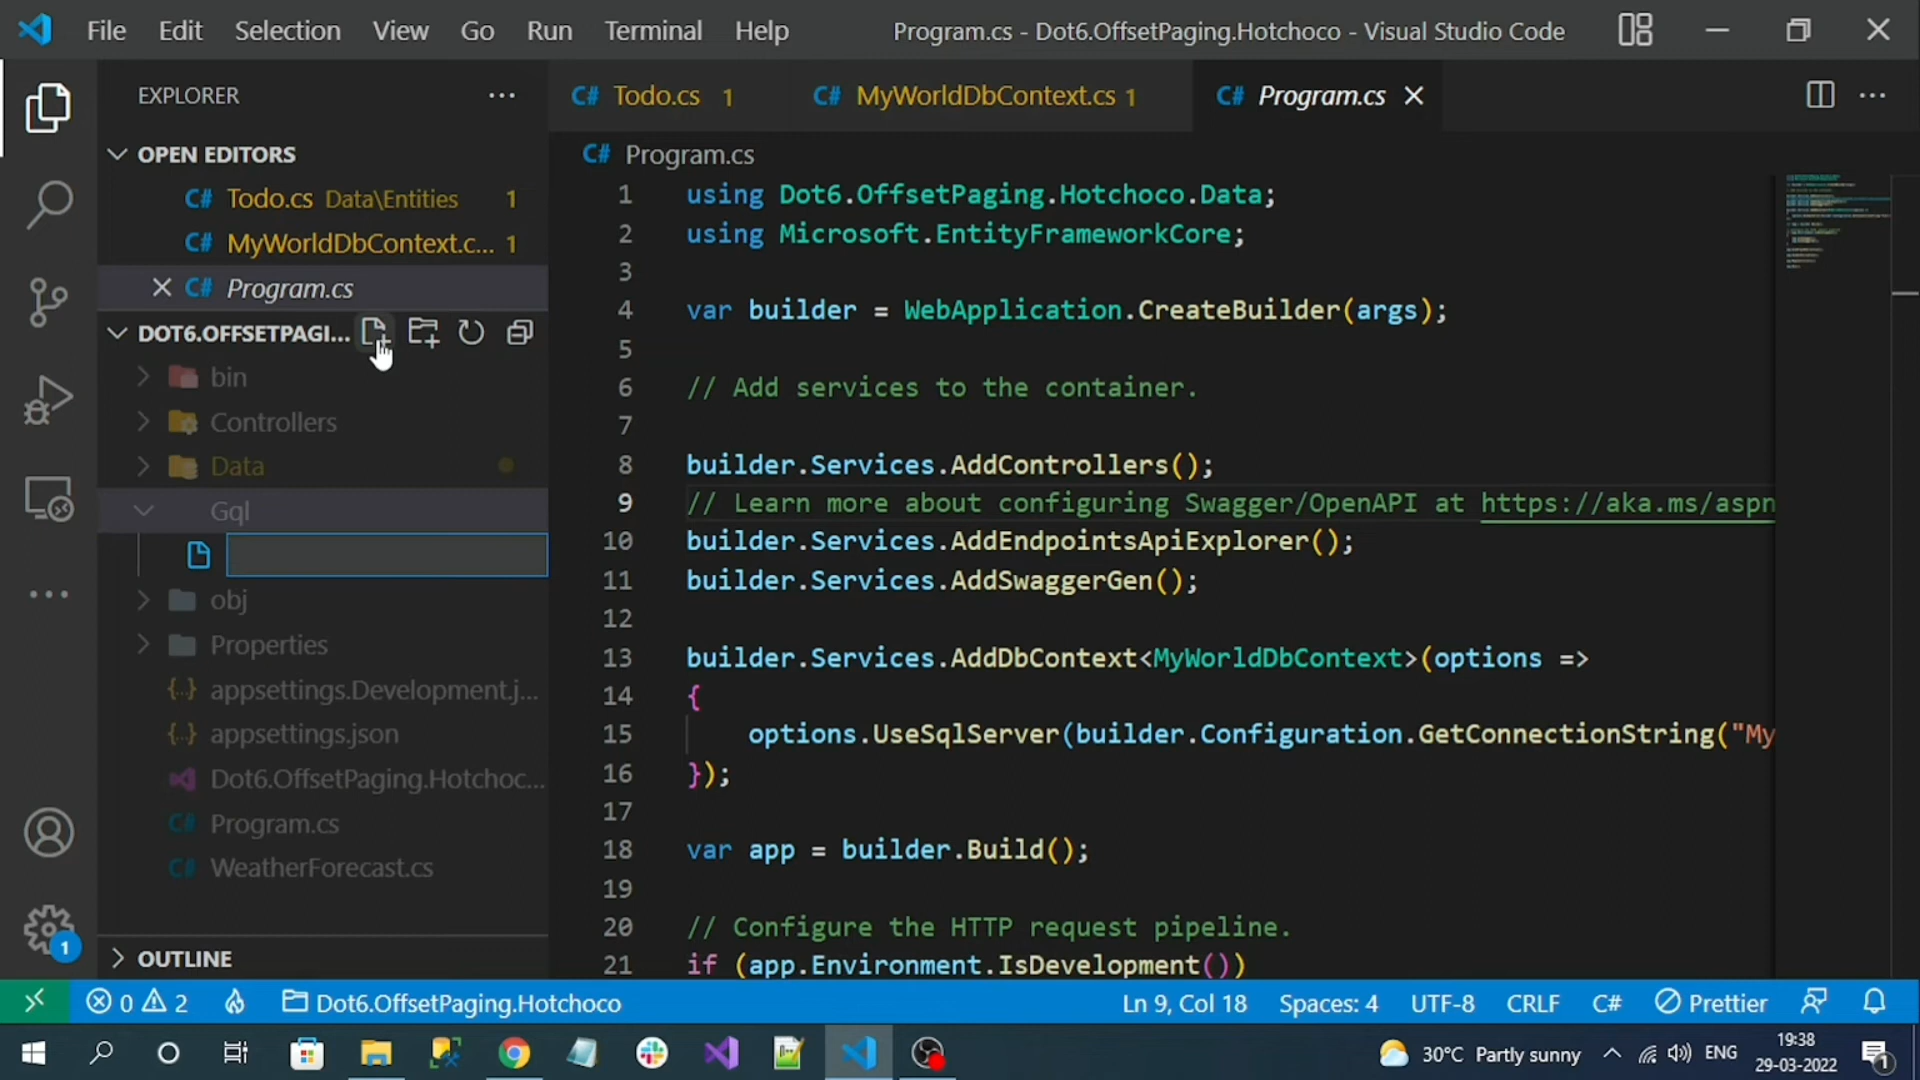 File Edit Selection View Go Run Terminal Help Program.cs - Dot6.OffsetPaging.Hotchoco - Visual Studio Code
EXPLORER
OPEN EDITORS
C# Todo.cs Data\Entities 1
C# MyWorldDbContext.c... 1
C# Program.cs
DOT6.OFFSETPAGI...
bin
Controllers
Data
Gql
obj
Properties
{..} appsettings.Development.j...
{..} appsettings.json
Dot6.OffsetPaging.Hotchoc...
C# Program.cs
C# WeatherForecast.cs
OUTLINE
1
C# Todo.cs 1
C# MyWorldDbContext.cs 1
C# Program.cs
C# Program.cs
1 using Dot6.OffsetPaging.Hotchoco.Data;
2 using Microsoft.EntityFrameworkCore;
3
4 var builder = WebApplication.CreateBuilder(args);
5
6 // Add services to the container.
7
8 builder.Services.AddControllers();
9 // Learn more about configuring Swagger/OpenAPI at https://aka.ms/aspn
10 builder.Services.AddEndpointsApiExplorer();
11 builder.Services.AddSwaggerGen();
12
13 builder.Services.AddDbContext<MyWorldDbContext>(options =>
14 {
15 options.UseSqlServer(builder.Configuration.GetConnectionString("My
16 });
17
18 var app = builder.Build();
19
20 // Configure the HTTP request pipeline.
21 if (app.Environment.IsDevelopment())
0 2 Dot6.OffsetPaging.Hotchoco Ln 9, Col 18 Spaces: 4 UTF-8 CRLF C# Prettier
30°C Partly sunny ENG 19:38
29-03-2022 1